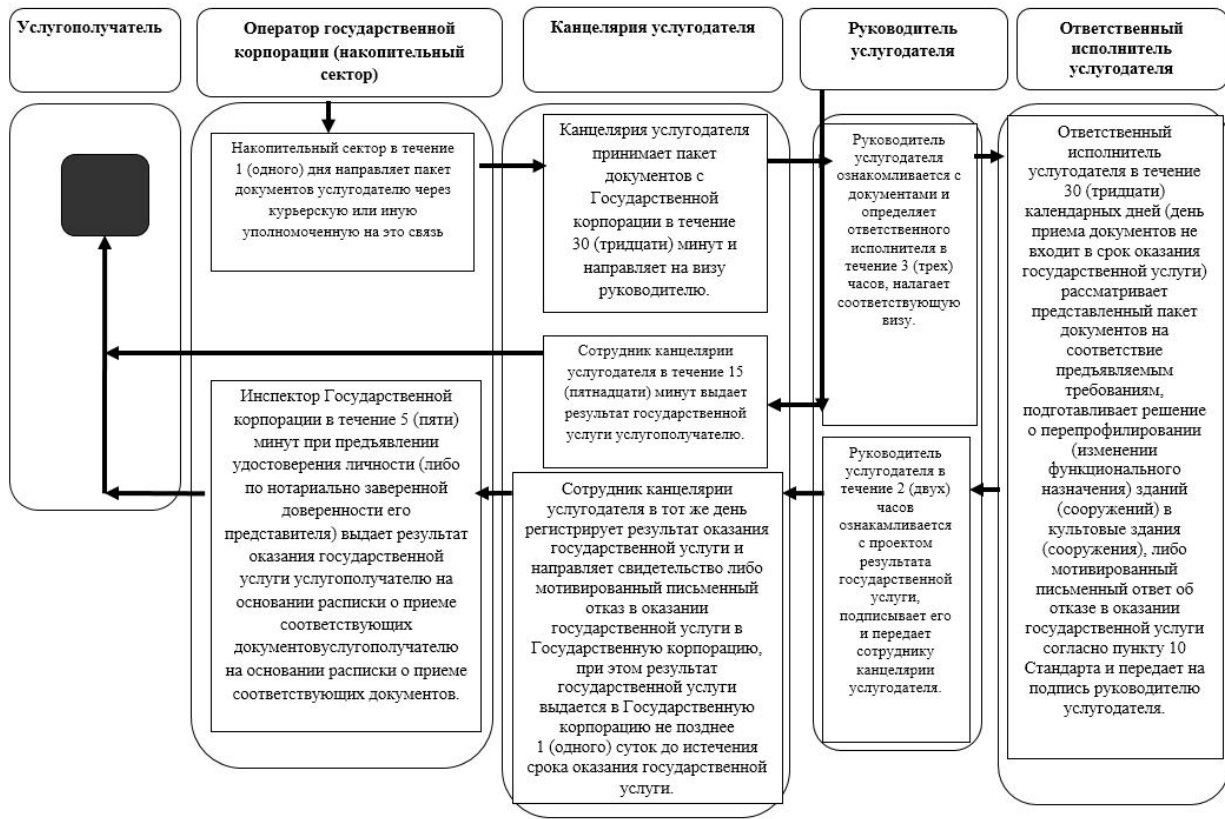 Услугополучатель
Оператор государственной
корпорации (накопительный
сектор)
Канцелярия услугодателя
Руководитель
услугодателя
Ответственный
исполнитель
услугодателя
Накопительный сектор в течение
1 (одного) дня направляет пакет
документов услугодателю через
курьерскую или иную
уполномоченную на это связь
Канцелярия услугодателя
принимает пакет
документов с
Государственной
корпорации в течение
30 (тридцати) минут и
направляет на визу
руководителю.
Руководитель
услугодателя
ознакомливается с
документами и
определяет
ответственного
исполнителя в
течение 3 (трех)
часов, налагает
соответствующую
визу.
Ответственный
исполнитель
услугодателя в течение
30 (тридцати)
календарных дней (день
приема документов не
входит в срок оказания
государственной услуги)
рассматривает
представленный пакет
документов на
соответствие
предъявляемым
требованиям,
подготавливает решение
о перепрофилировании
(изменении
функционального
назначения) зданий
(сооружений) в
культовые здания
(сооружения), либо
мотивированный
письменный ответ об
отказе в оказании
государственной услуги
согласно пункту 10
Стандарта и передает на
подпись руководителю
услугодателя.
Сотрудник канцелярии
услугодателя в течение 15
(пятнадцати) минут выдает
результат государственной
услуги услугополучателю.
Инспектор Государственной
корпорации в течение 5 (пяти)
минут при предъявлении
удостоверения личности (либо
по нотариально заверенной
доверенности его
представителя) выдает результат
оказания государственной
услуги услугополучателю на
основании расписки о приеме
соответствующих
документовуслугополучателю
на основании расписки о приеме
соответствующих документов.
Сотрудник канцелярии
услугодателя в тот же день
регистрирует результат оказания
государственной услуги и
направляет свидетельство либо
мотивированный письменный
отказ в оказании
государственной услуги в
Государственную корпорацию,
при этом результат
государственной услуги
выдается в Государственную
корпорацию не позднее
1 (одного) суток до истечения
срока оказания государственной
услуги.
Руководитель
услугодателя в
течение 2 (двух)
часов
ознакамливается
с проектом
результата
государственной
услуги,
подписывает его
и передает
сотруднику
канцелярии
услугодателя.